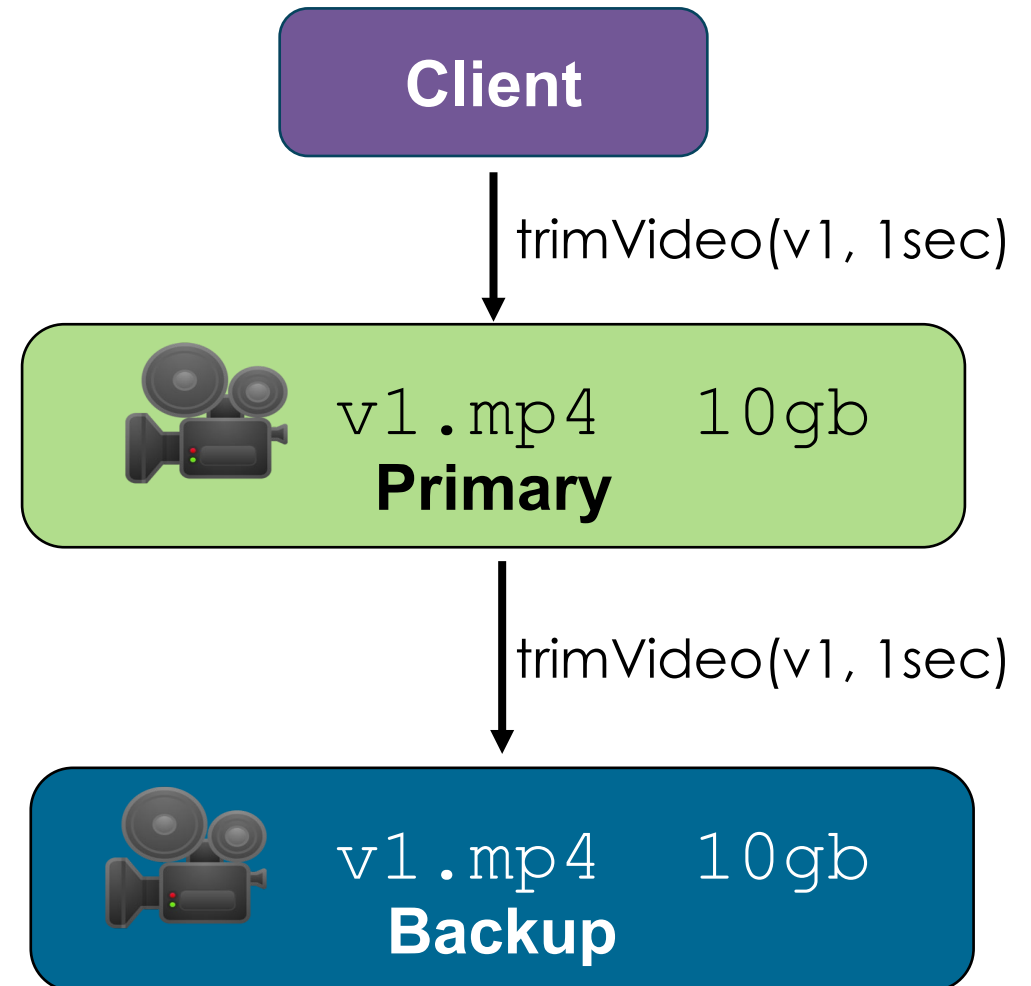 Client
trimVideo(v1, 1sec)
v1.mp4 10gb
Primary
trimVideo(v1, 1sec)
v1.mp4 10gb
Backup